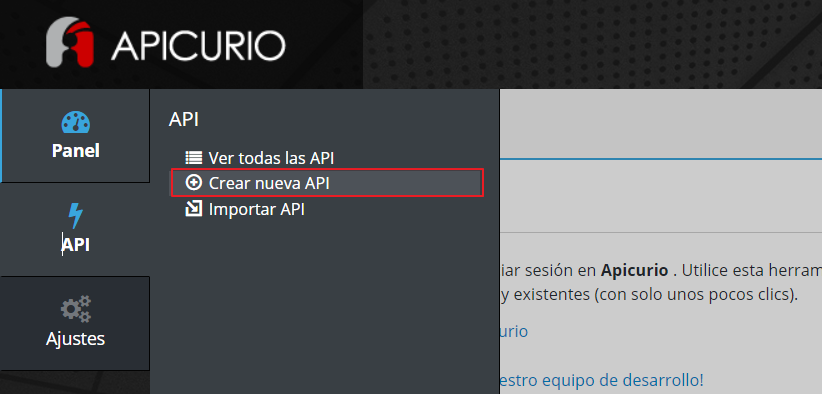 APICURIO
Panel
API
Ajustes
API
Ver todas las API
Crear nueva API
Importar API
iar sesión en Apicurio . Utilice esta herram
y existentes (con solo unos pocos clics).
urio
estro equipo de desarrollo!